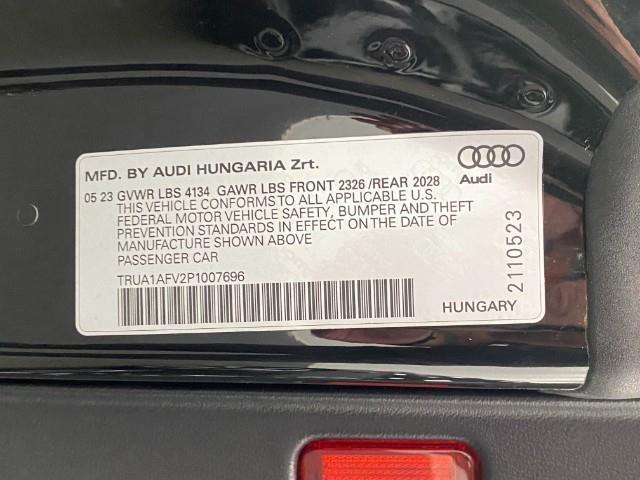 MFD. BY AUDI HUNGARIA Zrt.
Audi
05 23 GVWR LBS 4134 GAWR LBS FRONT 2326 /REAR 2028
THIS VEHICLE CONFORMS TO ALL APPLICABLE U.S.
FEDERAL MOTOR VEHICLE SAFETY, BUMPER AND THEFT
PREVENTION STANDARDS IN EFFECT ON THE DATE OF
MANUFACTURE SHOWN ABOVE
PASSENGER CAR
TRUA1AFV2P1007696
HUNGARY
2110523